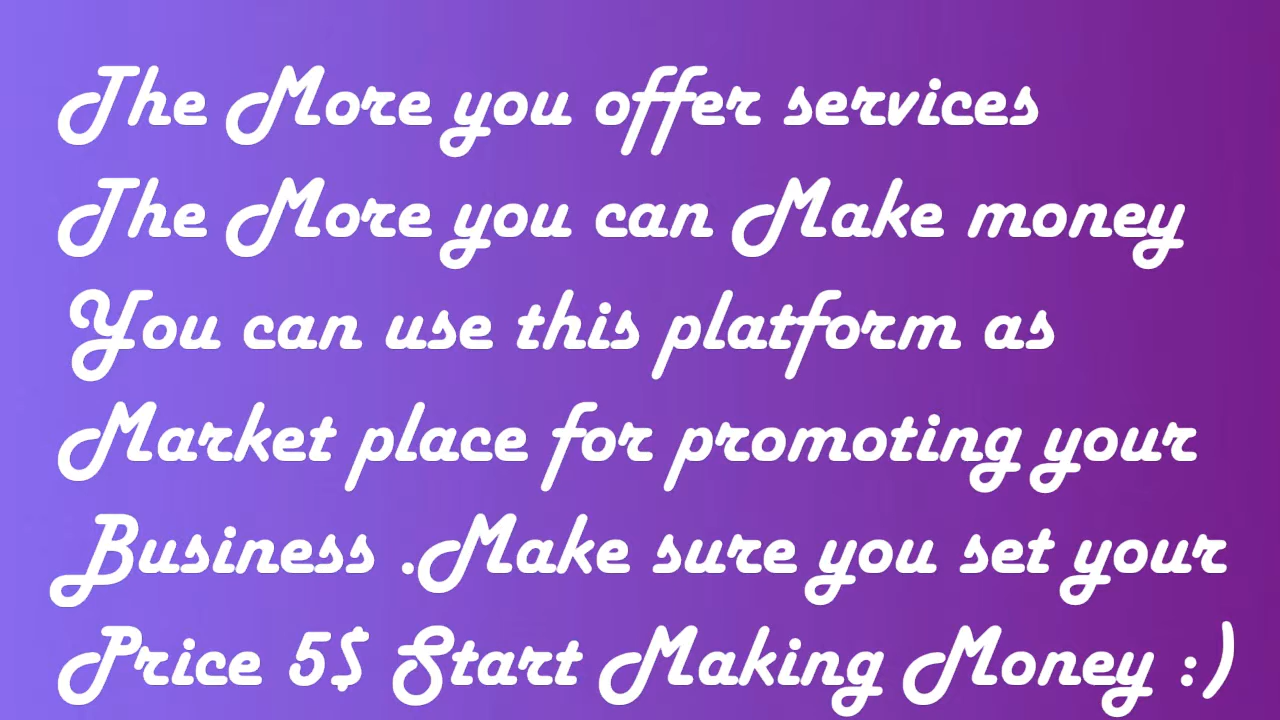 The More you offer services
The More you can Make money
You can use this platform as
Market place for promoting your
Business .Make sure you set your
Price 5$ Start Making Money :)